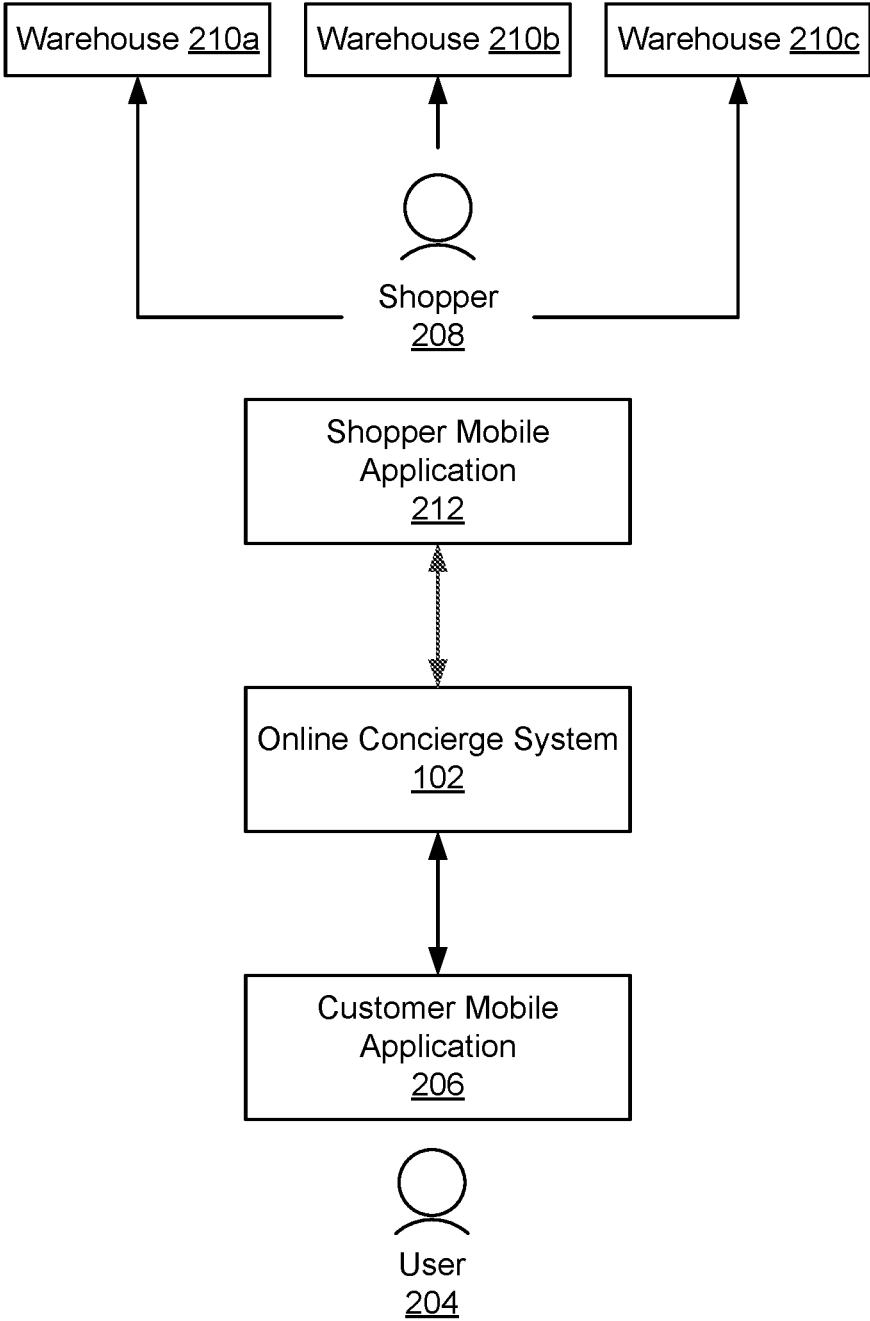 Warehouse 210a
Warehouse 210b
Warehouse 210c
Shopper
208
Shopper Mobile
Application
212
Online Concierge System
102
Customer Mobile
Application
206
User
204